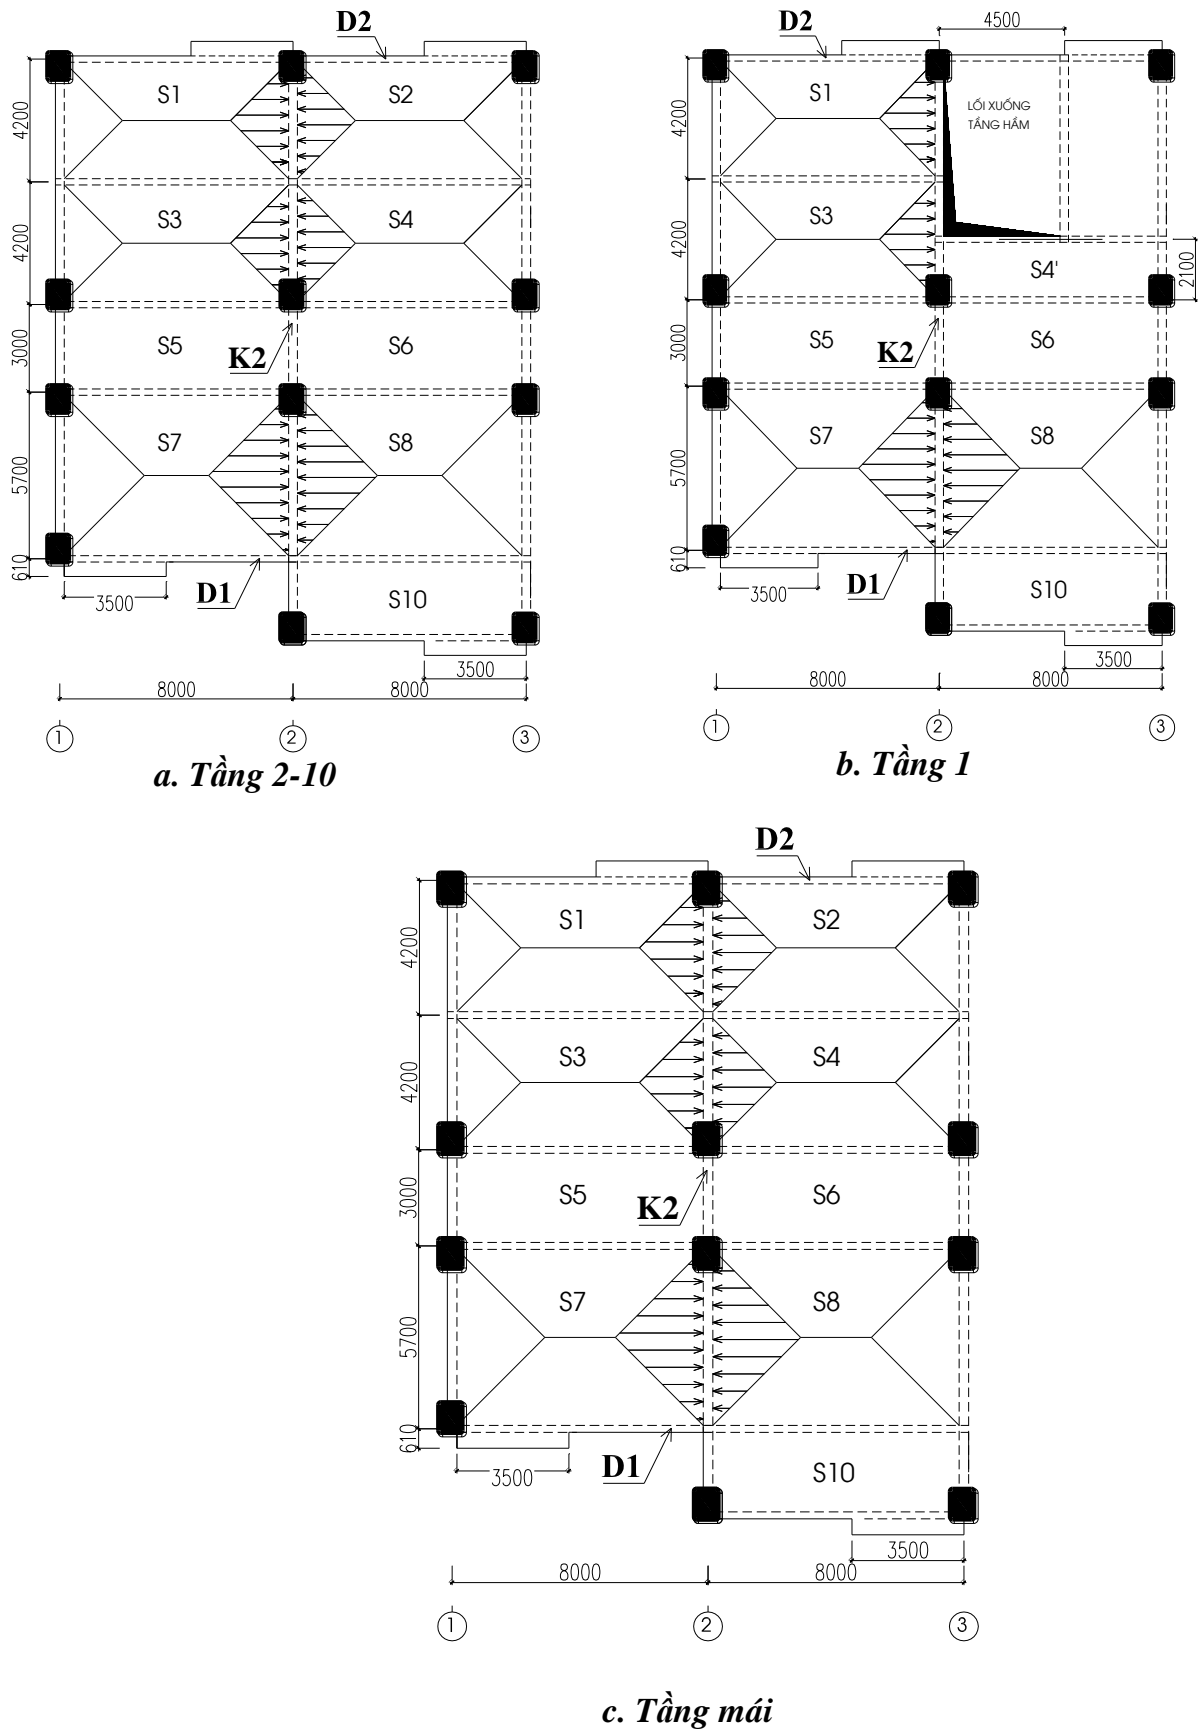 D2
S1
S2
4200
S3
S4
4200
S5
S6
3000
K2
S7
S8
5700
610
D1
3500
S10
3500
8000
8000
1
2
3
a. Tầng 2-10
4500
D2
S1
LỐI XUỐNG
TẦNG HẦM
4200
S3
4200
S4'
2100
S5
S6
3000
K2
S7
S8
5700
610
D1
3500
S10
3500
8000
8000
1
2
3
b. Tầng 1
D2
S1
S2
4200
S3
S4
4200
S5
S6
3000
K2
S7
S8
5700
610
D1
3500
S10
3500
8000
8000
1
2
3
c. Tầng mái